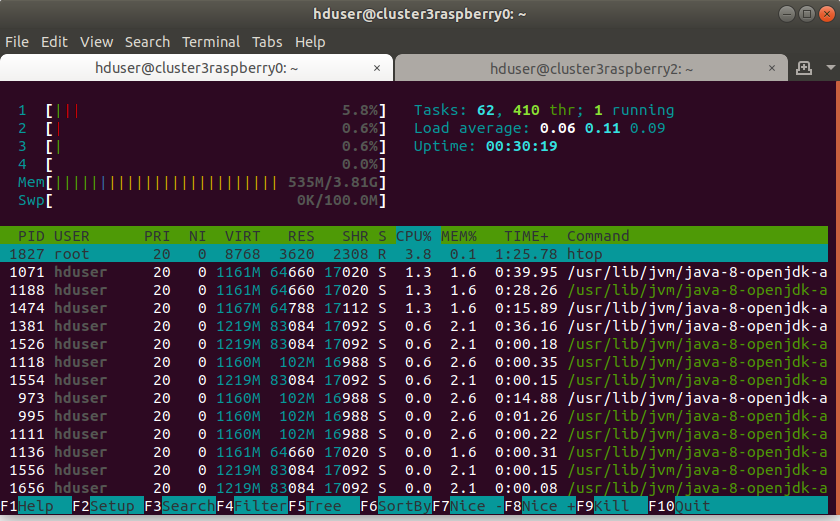 hduser@cluster3raspberry0: ~
File Edit View Search Terminal Tabs Help
hduser@cluster3raspberry0: ~ × hduser@cluster3raspberry2: ~ ×
1 [||| 5.8%] Tasks: 62, 410 thr; 1 running
2 [| 0.6%] Load average: 0.06 0.11 0.09
3 [| 0.6%] Uptime: 00:30:19
4 [ 0.0%]
Mem[||||||||||||||||||||||||| 535M/3.81G]
Swp[ 0K/100.0M]
PID USER PRI NI VIRT RES SHR S CPU% MEM% TIME+ Command
1827 root 20 0 8768 3620 2308 R 3.8 0.1 1:25.78 htop
1071 hduser 20 0 1161M 64660 17020 S 1.3 1.6 0:39.95 /usr/lib/jvm/java-8-openjdk-a
1188 hduser 20 0 1161M 64660 17020 S 1.3 1.6 0:28.26 /usr/lib/jvm/java-8-openjdk-a
1474 hduser 20 0 1167M 64788 17112 S 1.3 1.6 0:15.89 /usr/lib/jvm/java-8-openjdk-a
1381 hduser 20 0 1219M 83084 17092 S 0.6 2.1 0:36.16 /usr/lib/jvm/java-8-openjdk-a
1526 hduser 20 0 1219M 83084 17092 S 0.6 2.1 0:00.18 /usr/lib/jvm/java-8-openjdk-a
1118 hduser 20 0 1160M 102M 16988 S 0.6 2.6 0:00.35 /usr/lib/jvm/java-8-openjdk-a
1554 hduser 20 0 1219M 83084 17092 S 0.6 2.1 0:00.15 /usr/lib/jvm/java-8-openjdk-a
973 hduser 20 0 1160M 102M 16988 S 0.0 2.6 0:14.88 /usr/lib/jvm/java-8-openjdk-a
995 hduser 20 0 1160M 102M 16988 S 0.0 2.6 0:01.26 /usr/lib/jvm/java-8-openjdk-a
1111 hduser 20 0 1160M 102M 16988 S 0.0 2.6 0:00.22 /usr/lib/jvm/java-8-openjdk-a
1136 hduser 20 0 1161M 64660 17020 S 0.0 1.6 0:00.31 /usr/lib/jvm/java-8-openjdk-a
1556 hduser 20 0 1219M 83084 17092 S 0.0 2.1 0:00.15 /usr/lib/jvm/java-8-openjdk-a
1656 hduser 20 0 1219M 83084 17092 S 0.0 2.1 0:00.08 /usr/lib/jvm/java-8-openjdk-a
F1Help F2Setup F3SearchF4FilterF5Tree F6SortByF7Nice -F8Nice +F9Kill F10Quit